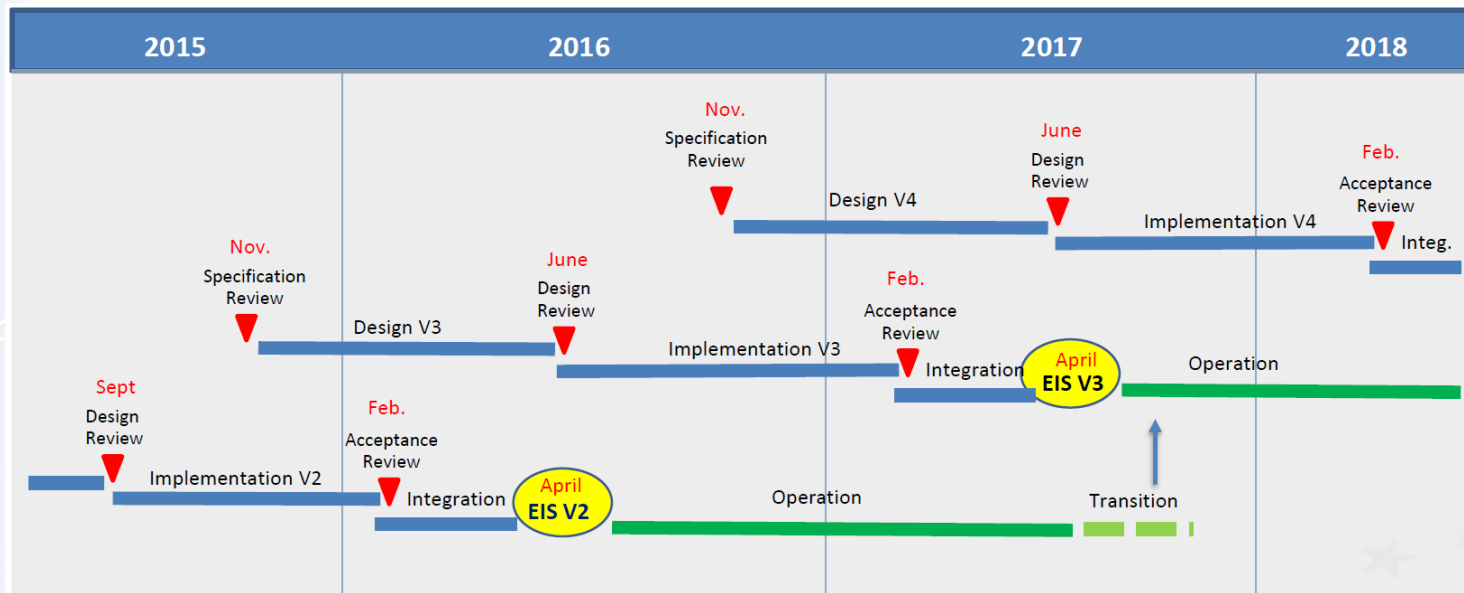 2015
2016
2017
2018
Nov.
Specification
Review
Design V4
June
Design
Review
Implementation V4
Feb.
Acceptance
Review
Integ.
Nov.
Specification
Review
Design V3
June
Design
Review
Implementation V3
Feb.
Acceptance
Review
Integration
April
EIS V3
Operation
Sept
Design
Review
Implementation V2
Feb.
Acceptance
Review
Integration
April
EIS V2
Operation
Transition